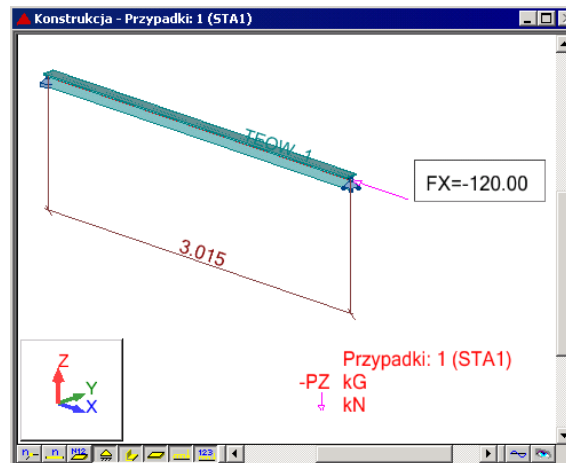 Konstrukcja - Przypadki: 1 (STA1)
TEOW_1
FX=-120.00
3.015
Z
Y
X
Przypadki: 1 (STA1)
-PZ kG
kN
123